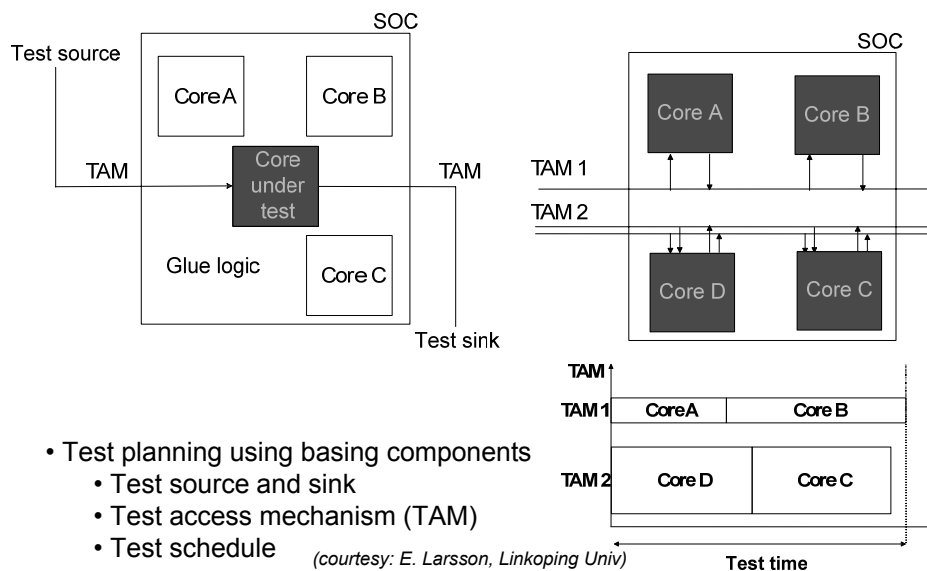 SOC
Test source
Core A
Core B
TAM
Core
under
test
TAM
Glue logic
Core C
Test sink
SOC
Core A
Core B
TAM 1
TAM 2
Core D
Core C
TAM
TAM 1
Core A
Core B
TAM 2
Core D
Core C
Test time
• Test planning using basing components
• Test source and sink
• Test access mechanism (TAM)
• Test schedule
(courtesy: E. Larsson, Linkoping Univ)